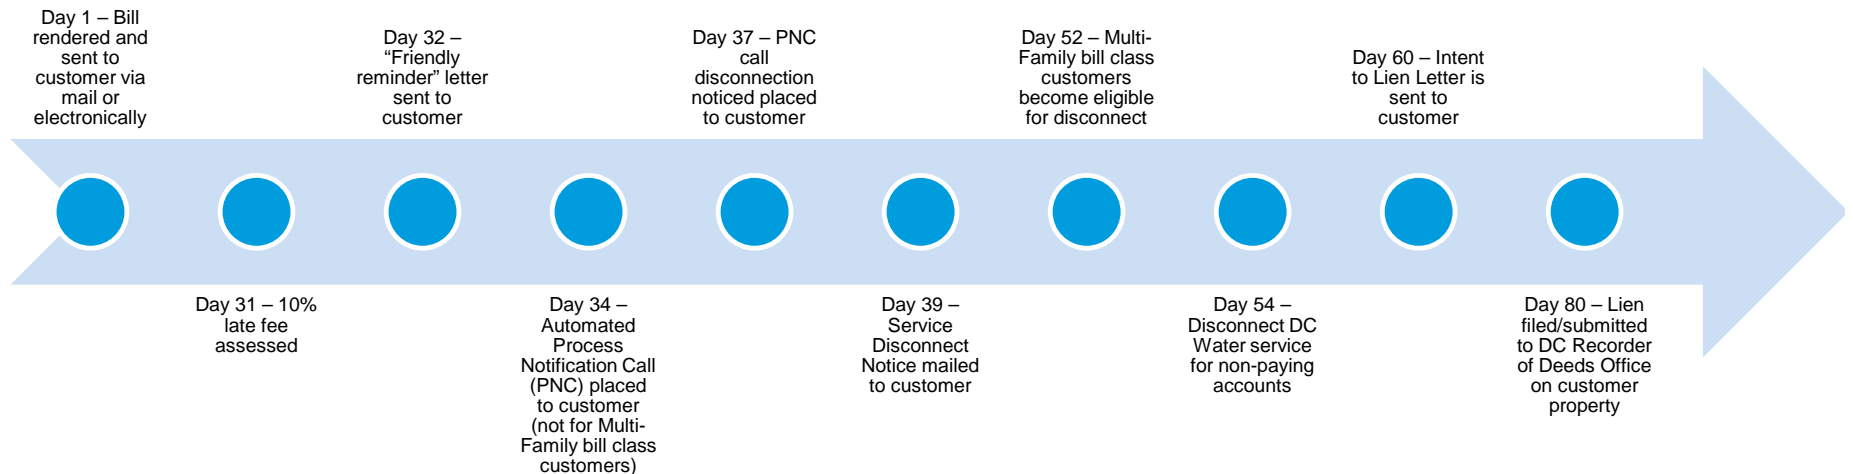 Day 1 – Bill
rendered and
sent to
customer via
mail or
electronically
Day 31 – 10%
late fee
assessed
Day 32 –
“Friendly
reminder” letter
sent to
customer
Day 34 –
Automated
Process
Notification Call
(PNC) placed
to customer
(not for Multi-
Family bill class
customers)
Day 37 – PNC
call
disconnection
noticed placed
to customer
Day 39 –
Service
Disconnect
Notice mailed
to customer
Day 52 – Multi-
Family bill class
customers
become eligible
for disconnect
Day 54 –
Disconnect DC
Water service
for non-paying
accounts
Day 60 – Intent
to Lien Letter is
sent to
customer
Day 80 – Lien
filed/submitted
to DC Recorder
of Deeds Office
on customer
property